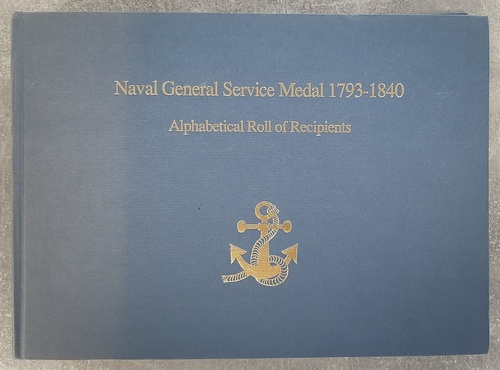 Naval General Service Medal 1793-1840
Alphabetical Roll of Recipients